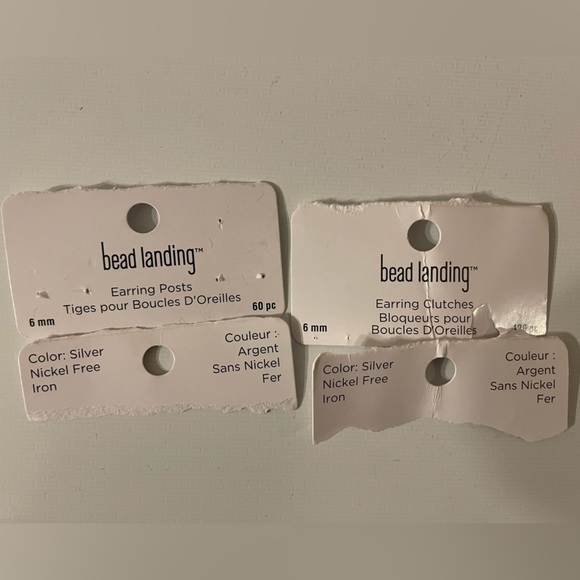 bead landing™
Earring Posts
Tiges pour Boucles D'Oreilles
6 mm
60 pc
Color: Silver
Nickel Free
Iron
Couleur :
Argent
Sans Nickel
Fer
bead landing™
Earring Clutches
Bloqueurs pour
Boucles D'Oreilles
6 mm
pc
Color: Silver
Nickel Free
Iron
Couleur :
Argent
Sans Nickel
Fer